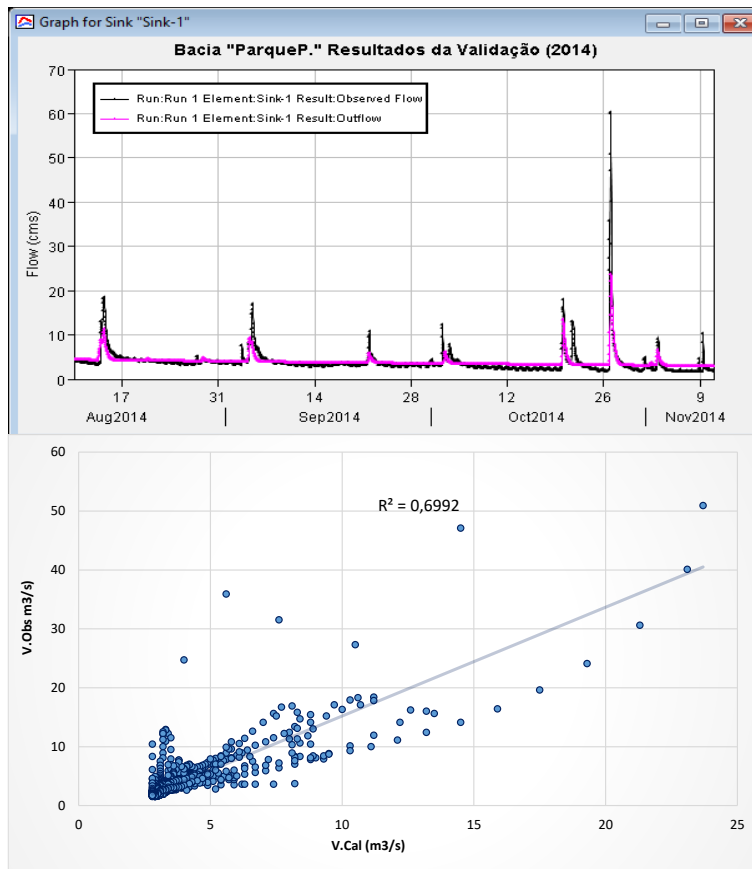 Graph for Sink "Sink-1"
Bacia "ParqueP." Resultados da Validação (2014)
Run:Run 1 Element:Sink-1 Result:Observed Flow
Run:Run 1 Element:Sink-1 Result:Outflow
Flow (cms)
70
60
50
40
30
20
10
0
17 31 14 28 12 26 9
Aug2014 | Sep2014 | Oct2014 | Nov2014
R² = 0,6992
V.Obs m3/s)
60
50
40
30
20
10
0
0 5 10 15 20 25
V.Cal (m3/s)